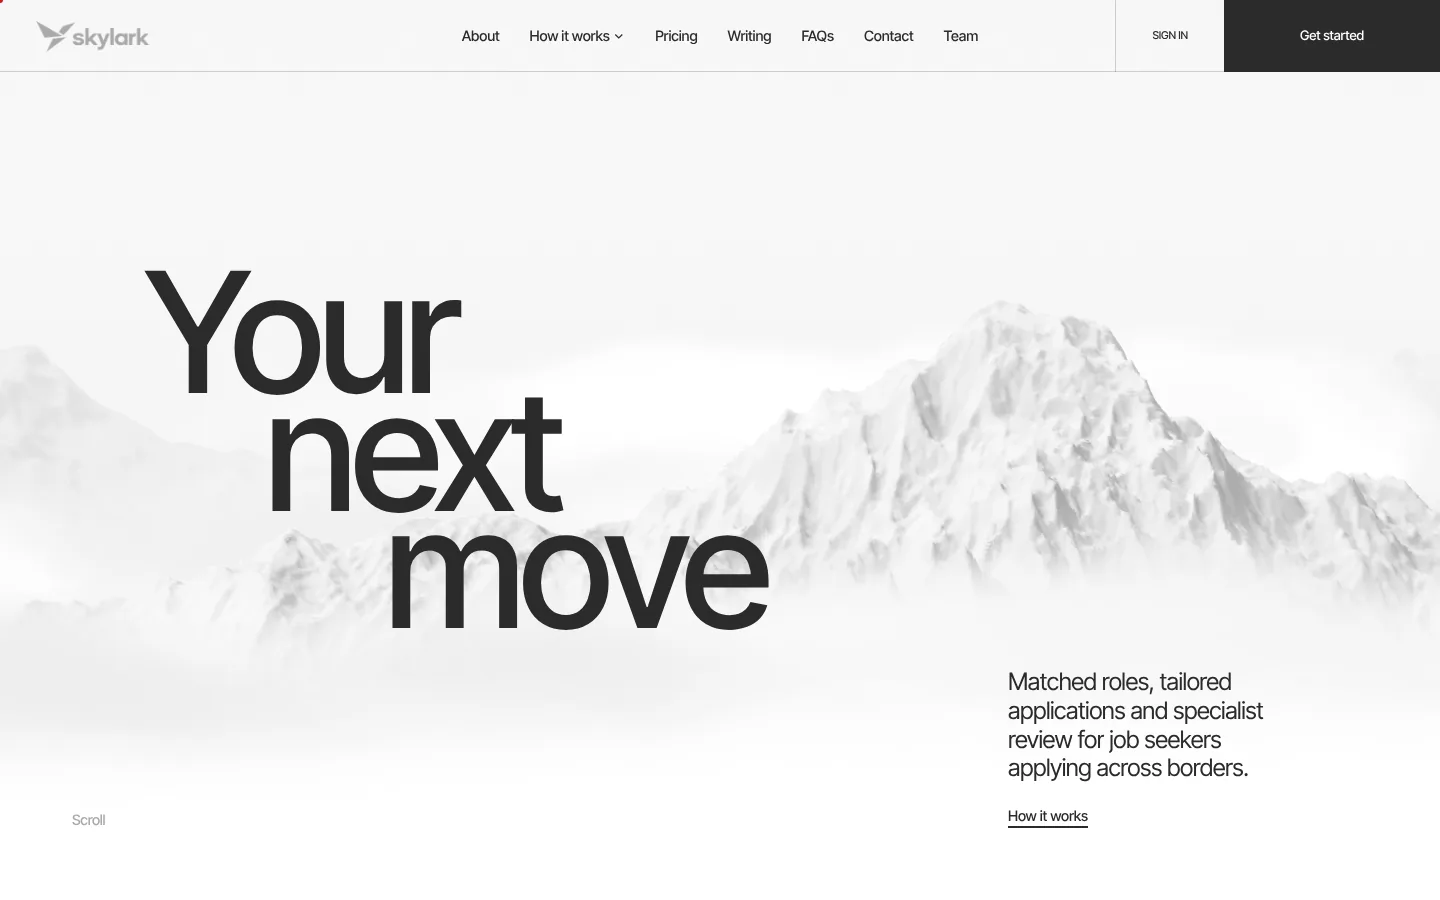 skylark
About
How it works
Pricing
Writing
FAQs
Contact
Team
SIGN IN
Get started
Your
next
move
Matched roles, tailored
applications and specialist
review for job seekers
applying across borders.
How it works
Scroll